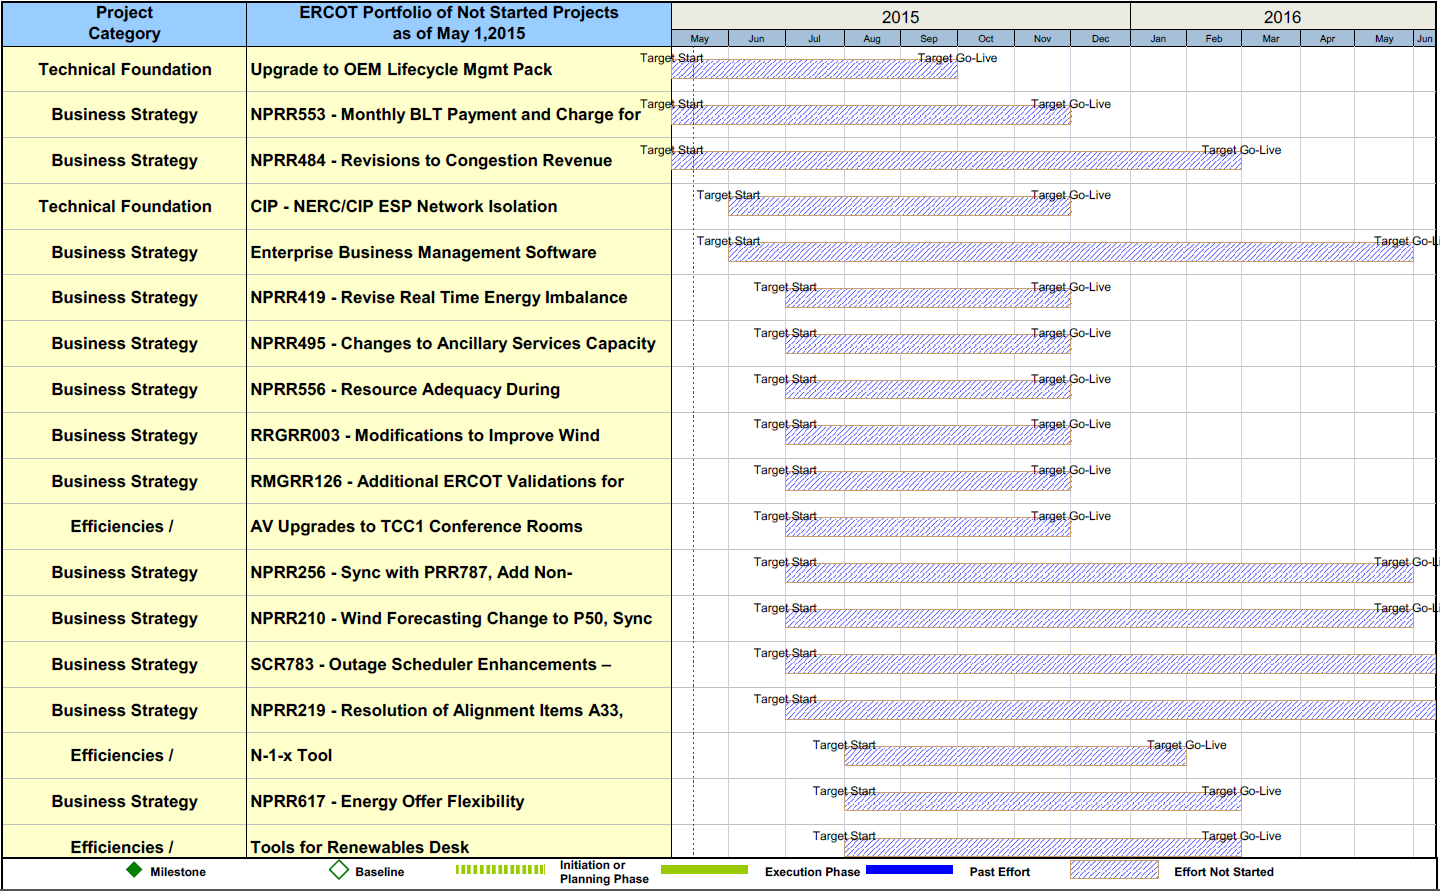 Project
Category
ERCOT Portfolio of Not Started Projects
as of May 1,2015
2015
2016
May Jun Jul Aug Sep Oct Nov Dec Jan Feb Mar Apr May Jun
Technical Foundation
Upgrade to OEM Lifecycle Mgmt Pack
Target Start
Target Go-Live
Business Strategy
NPRR553 - Monthly BLT Payment and Charge for
Target Start
Target Go-Live
Business Strategy
NPRR484 - Revisions to Congestion Revenue
Target Start
Target Go-Live
Technical Foundation
CIP - NERC/CIP ESP Network Isolation
Target Start
Target Go-Live
Business Strategy
Enterprise Business Management Software
Target Start
Target Go-Li
Business Strategy
NPRR419 - Revise Real Time Energy Imbalance
Target Start
Target Go-Live
Business Strategy
NPRR495 - Changes to Ancillary Services Capacity
Target Start
Target Go-Live
Business Strategy
NPRR556 - Resource Adequacy During
Target Start
Target Go-Live
Business Strategy
RRGRR003 - Modifications to Improve Wind
Target Start
Target Go-Live
Business Strategy
RMGRR126 - Additional ERCOT Validations for
Target Start
Target Go-Live
Efficiencies /
AV Upgrades to TCC1 Conference Rooms
Target Start
Target Go-Live
Business Strategy
NPRR256 - Sync with PRR787, Add Non-
Target Start
Target Go-Li
Business Strategy
NPRR210 - Wind Forecasting Change to P50, Sync
Target Start
Target Go-Li
Business Strategy
SCR783 - Outage Scheduler Enhancements –
Target Start
Business Strategy
NPRR219 - Resolution of Alignment Items A33,
Target Start
Efficiencies /
N-1-x Tool
Target Start
Target Go-Live
Business Strategy
NPRR617 - Energy Offer Flexibility
Target Start
Target Go-Live
Efficiencies /
Tools for Renewables Desk
Target Start
Target Go-Live
Milestone
Baseline
Initiation or
Planning Phase
Execution Phase
Past Effort
Effort Not Started